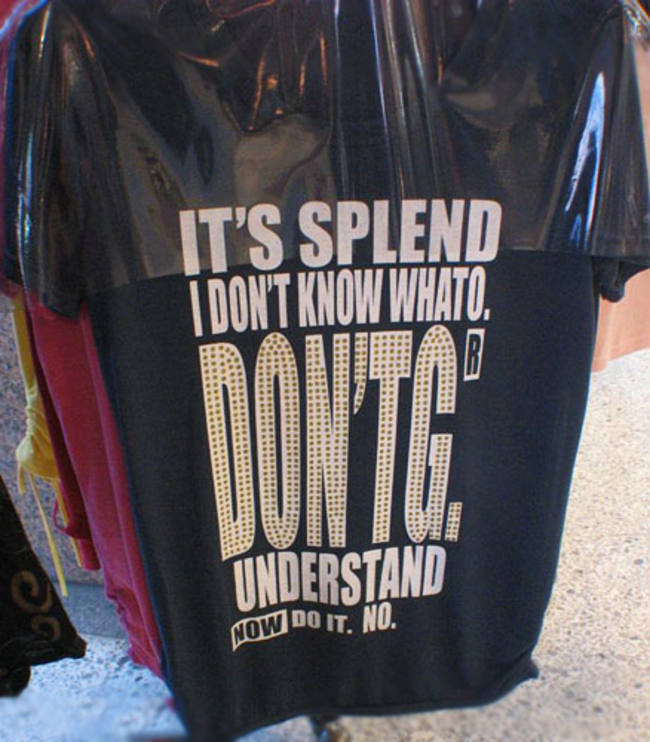 IT'S SPLEND
I DON'T KNOW WHATO.
DON'TG. R
UNDERSTAND
NOW DO IT. NO.